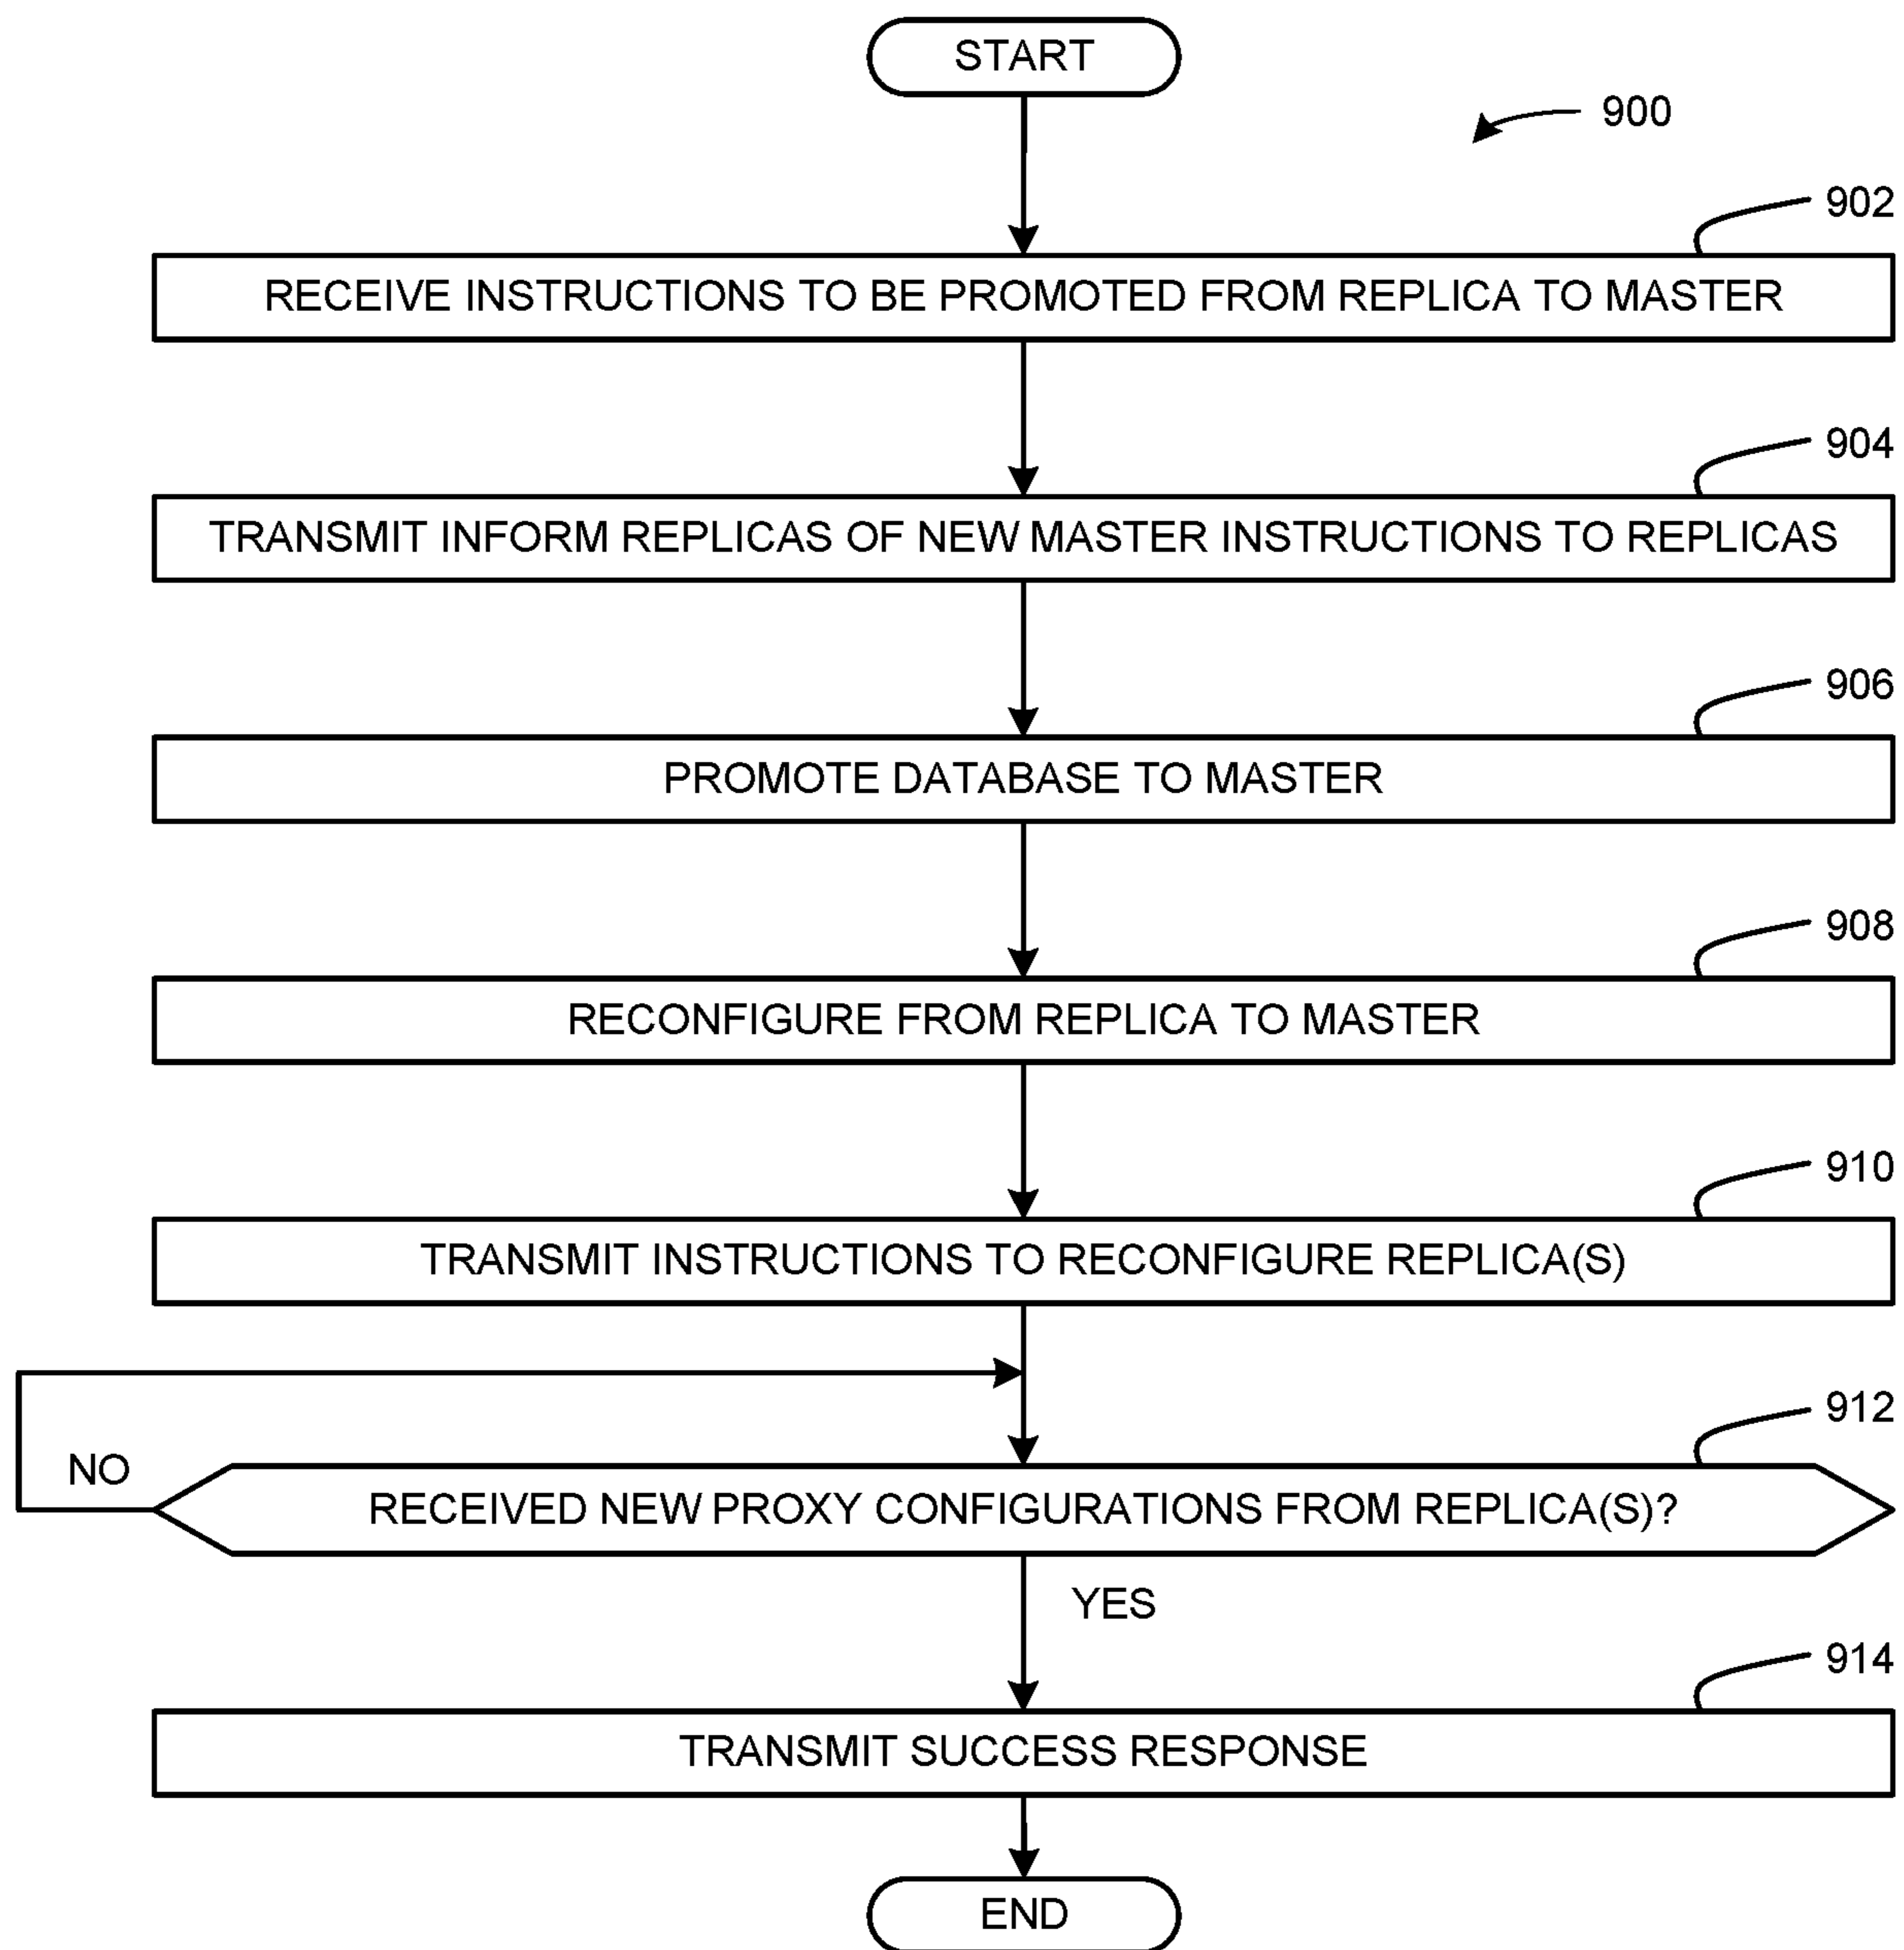 START
900
902
RECEIVE INSTRUCTIONS TO BE PROMOTED FROM REPLICA TO MASTER
904
TRANSMIT INFORM REPLICAS OF NEW MASTER INSTRUCTIONS TO REPLICAS
906
PROMOTE DATABASE TO MASTER
908
RECONFIGURE FROM REPLICA TO MASTER
910
TRANSMIT INSTRUCTIONS TO RECONFIGURE REPLICA(S)
912
NO
RECEIVED NEW PROXY CONFIGURATIONS FROM REPLICA(S)?
YES
914
TRANSMIT SUCCESS RESPONSE
END